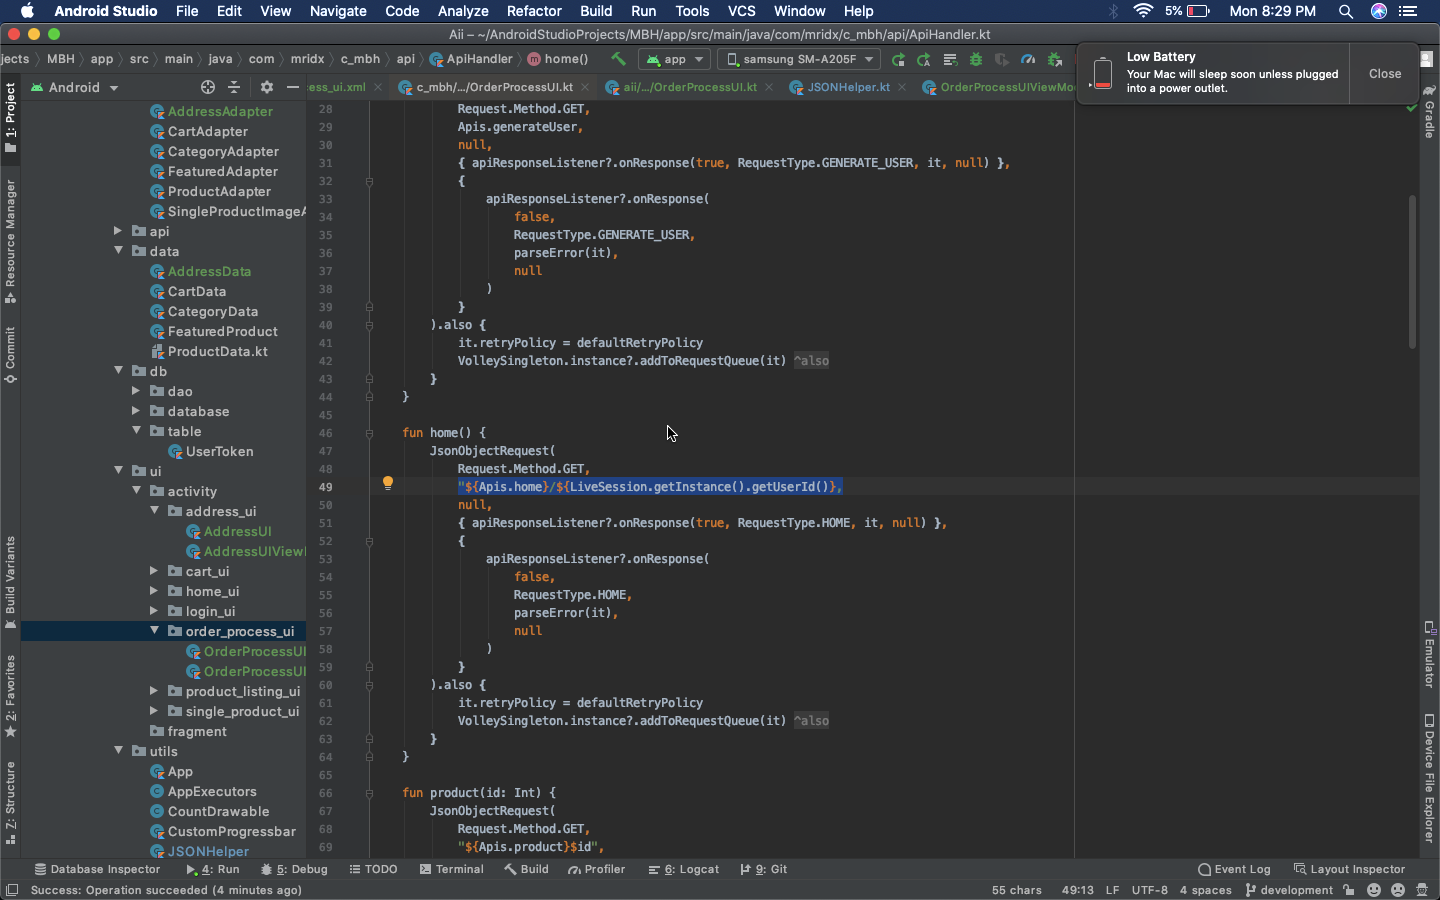 Android Studio File Edit View Navigate Code Analyze Refactor Build Run Tools VCS Window Help 5% Mon 8:29 PM
Aii – ~/AndroidStudioProjects/MBH/app/src/main/java/com/mridx/c_mbh/api/ApiHandler.kt
jects MBH app src main java com mridx c_mbh api ApiHandler home() app samsung SM-A205F
Low Battery
Your Mac will sleep soon unless plugged
into a power outlet.
Close
Android
ess_ui.xml c_mbh/.../OrderProcessUI.kt aii/.../OrderProcessUI.kt JSONHelper.kt OrderProcessUIViewMo
1: Project
Resource Manager
Commit
Build Variants
2: Favorites
Z: Structure
AddressAdapter
CartAdapter
CategoryAdapter
FeaturedAdapter
ProductAdapter
SingleProductImageA
api
data
AddressData
CartData
CategoryData
FeaturedProduct
ProductData.kt
db
dao
database
table
UserToken
ui
activity
address_ui
AddressUI
AddressUIView
cart_ui
home_ui
login_ui
order_process_ui
OrderProcessUI
OrderProcessUI
product_listing_ui
single_product_ui
fragment
utils
App
AppExecutors
CountDrawable
CustomProgressbar
JSONHelper
28 Request.Method.GET,
29 Apis.generateUser,
30 null,
31 { apiResponseListener?.onResponse(true, RequestType.GENERATE_USER, it, null) },
32 {
33 apiResponseListener?.onResponse(
34 false,
35 RequestType.GENERATE_USER,
36 parseError(it),
37 null
38 )
39 }
40 ).also {
41 it.retryPolicy = defaultRetryPolicy
42 VolleySingleton.instance?.addToRequestQueue(it) ^also
43 }
44 }
45
46 fun home() {
47 JsonObjectRequest(
48 Request.Method.GET,
49 "${Apis.home}/${LiveSession.getInstance().getUserId()},
50 null,
51 { apiResponseListener?.onResponse(true, RequestType.HOME, it, null) },
52 {
53 apiResponseListener?.onResponse(
54 false,
55 RequestType.HOME,
56 parseError(it),
57 null
58 )
59 }
60 ).also {
61 it.retryPolicy = defaultRetryPolicy
62 VolleySingleton.instance?.addToRequestQueue(it) ^also
63 }
64 }
65
66 fun product(id: Int) {
67 JsonObjectRequest(
68 Request.Method.GET,
69 "${Apis.product}$id",
Gradle
Emulator
Device File Explorer
Database Inspector 4: Run 5: Debug TODO Terminal Build Profiler 6: Logcat 9: Git Event Log Layout Inspector
Success: Operation succeeded (4 minutes ago) 55 chars 49:13 LF UTF-8 4 spaces development